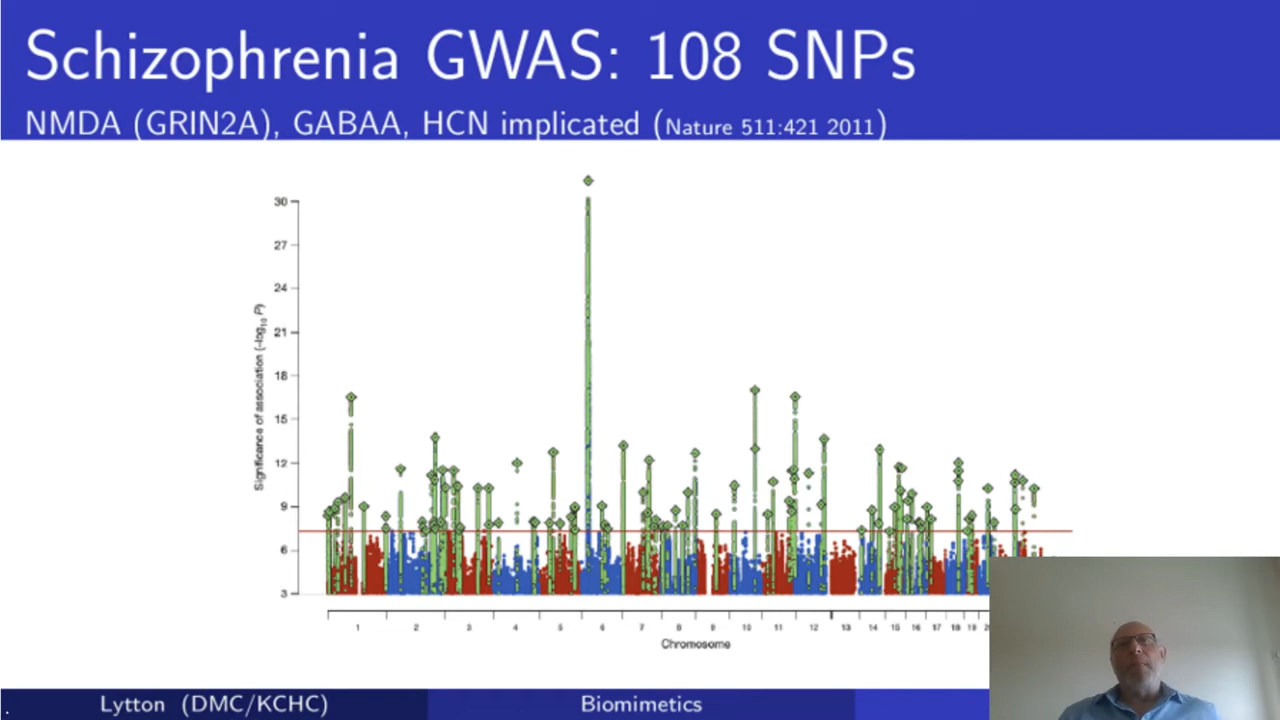 Schizophrenia GWAS: 108 SNPs
NMDA (GRIN2A), GABAA, HCN implicated (Nature 511:421 2011)
30
27
24
21
18
15
12
9
6
3
Significance of association (–log10 P)
1 2 3 4 5 6 7 8 9 10 11 12 13 14 15 16 17 18 19
Chromosome
Lytton (DMC/KCHC)
Biomimetics